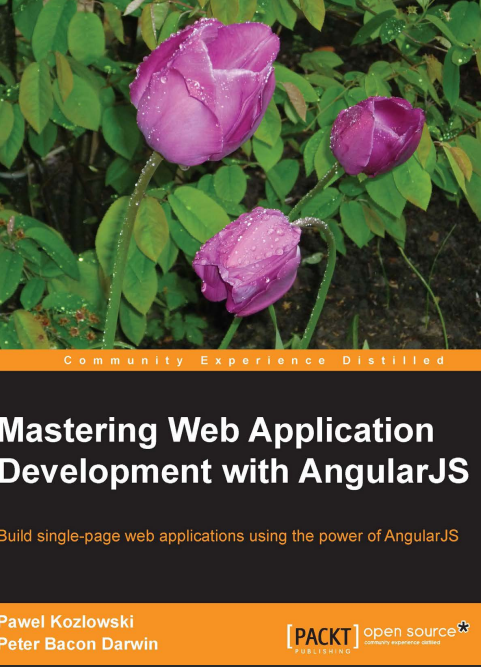 Community Experience Distilled
Mastering Web Application
Development with AngularJS
Build single-page web applications using the power of AngularJS
Pawel Kozlowski
Peter Bacon Darwin
[PACKT] open source*
PUBLISHING community experience distilled